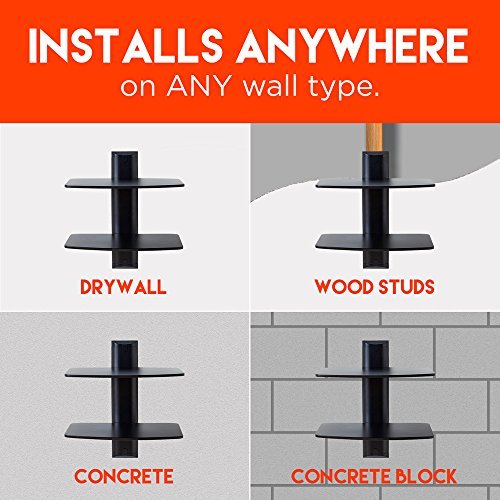 INSTALLS ANYWHERE
on ANY wall type.
DRYWALL
WOOD STUDS
CONCRETE
CONCRETE BLOCK